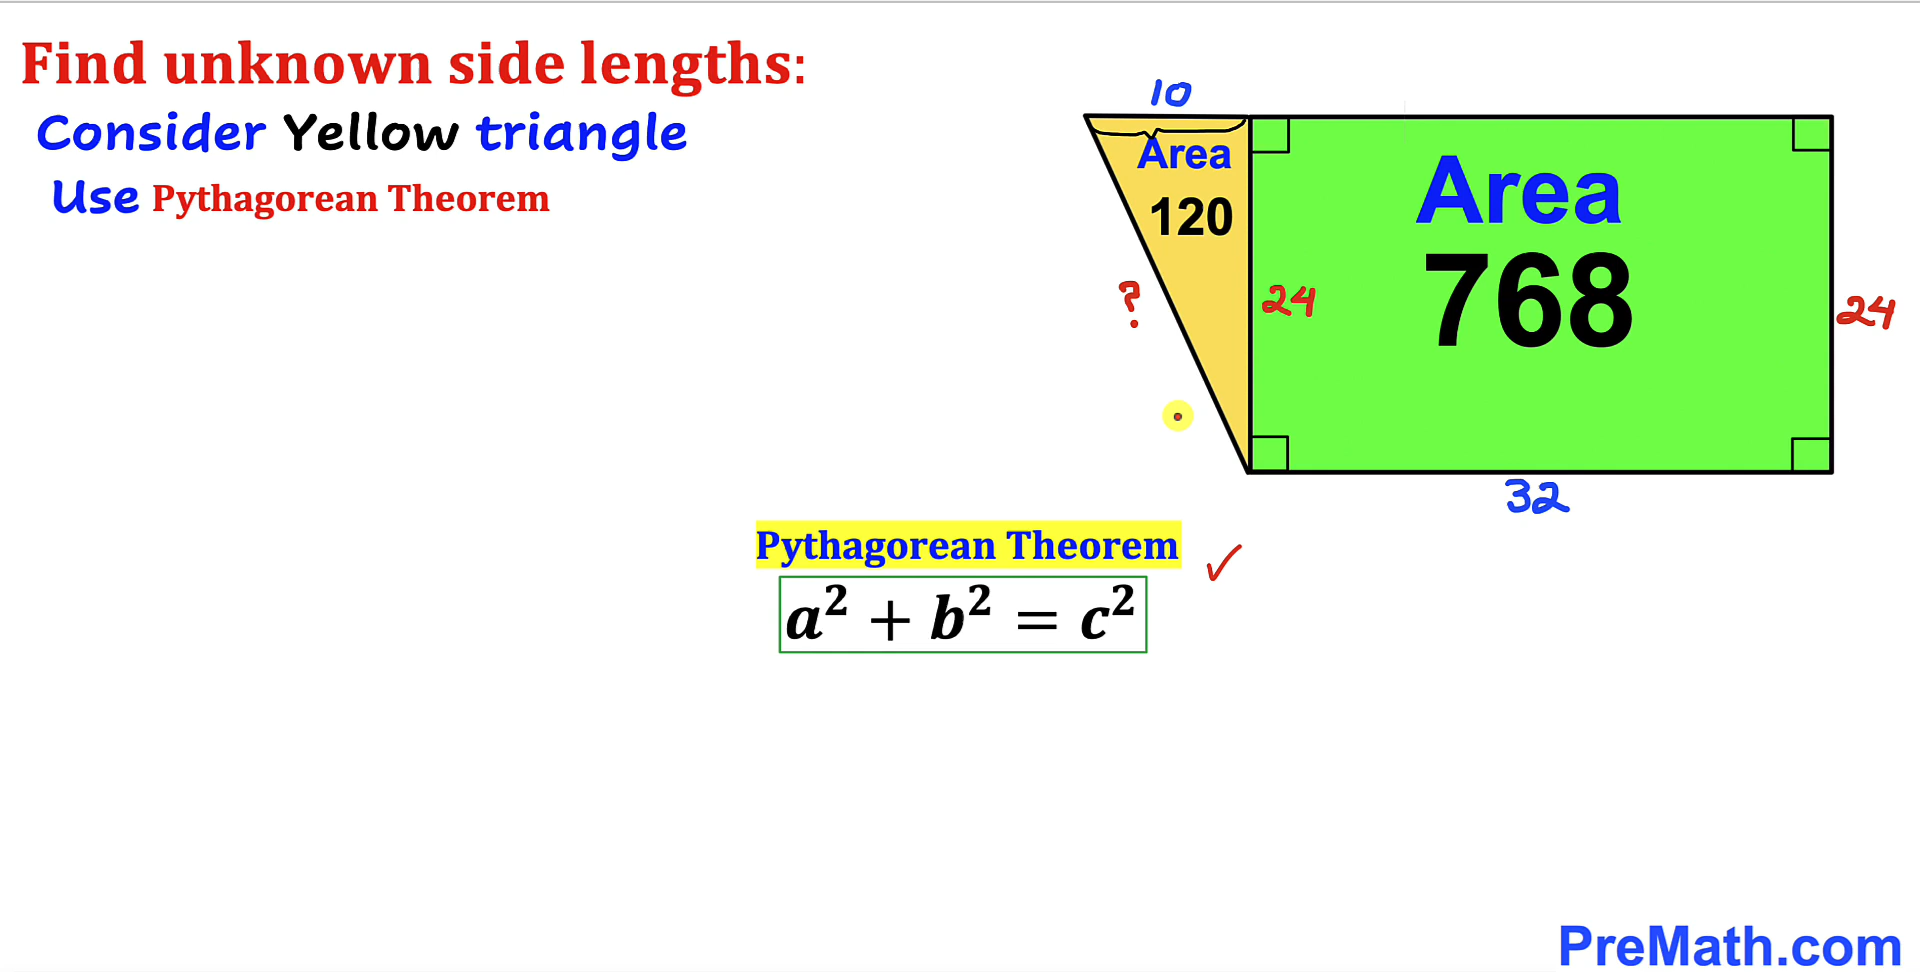 Find unknown side lengths:
Consider Yellow triangle
Use Pythagorean Theorem
10
Area
120
?
24
Area
768
24
32
Pythagorean Theorem ✓
a² + b² = c²
PreMath.com